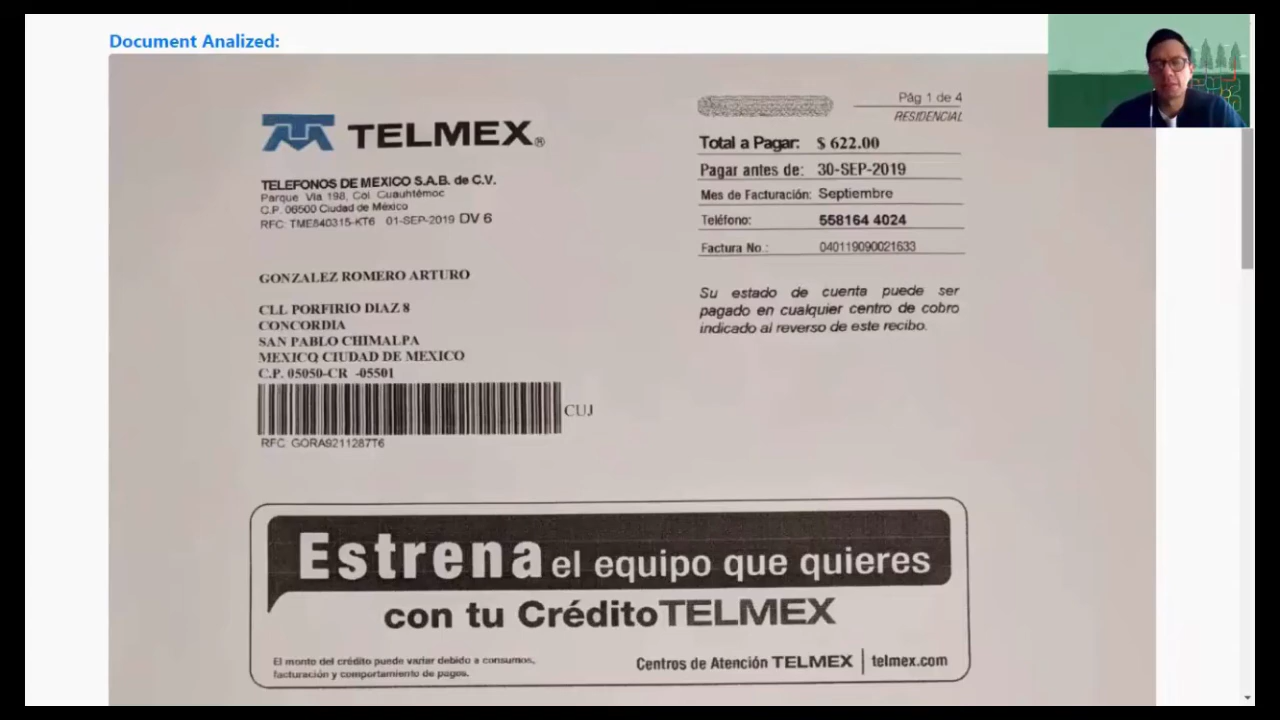 Document Analized:
TELMEX®
TELEFONOS DE MEXICO S.A.B. de C.V.
Parque Vía 198, Col. Cuauhtémoc
C.P. 06500 Ciudad de México
RFC: TME840315-KT6 01-SEP-2019 DV 6
GONZALEZ ROMERO ARTURO
CLL PORFIRIO DIAZ 8
CONCORDIA
SAN PABLO CHIMALPA
MEXICO CIUDAD DE MEXICO
C.P. 05050-CR -05501
CUJ
RFC GORA9211287T6
Pág 1 de 4
RESIDENCIAL
Total a Pagar: $ 622.00
Pagar antes de: 30-SEP-2019
Mes de Facturación: Septiembre
Teléfono: 558164 4024
Factura No.: 040119090021633
Su estado de cuenta puede ser
pagado en cualquier centro de cobro
indicado al reverso de este recibo.
Estrena el equipo que quieres
con tu CréditoTELMEX
El monto del crédito puede variar debido a consumos,
facturación y comportamiento de pagos.
Centros de Atención TELMEX | telmex.com